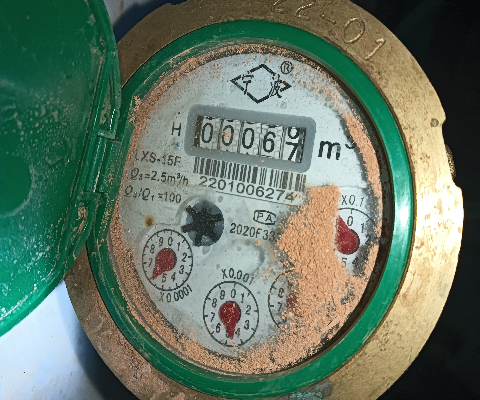 22-01
®
H 00067 m³
LXS-15F
Q₃=2.5m³/h
Q₃/Q₁=100
2201006274
PA
2020F33
X0.1
X0.001
X0.0001